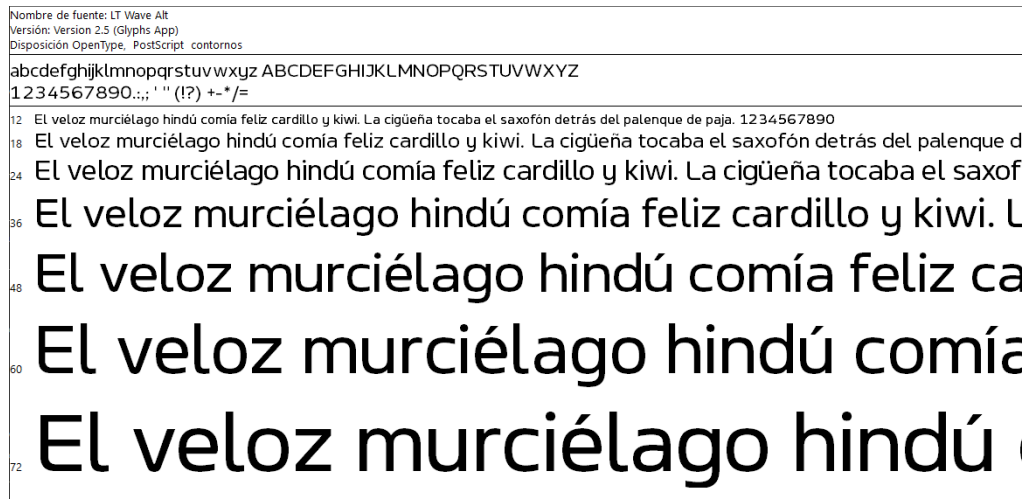 Nombre de fuente: LT Wave Alt
Versión: Version 2.5 (Glyphs App)
Disposición OpenType, PostScript contornos
abcdefghijklmnopqrstuvwxyz ABCDEFGHIJKLMNOPQRSTUVWXYZ
1234567890.:,; ' " (!?) +-*/=
12 El veloz murciélago hindú comía feliz cardillo y kiwi. La cigüeña tocaba el saxofón detrás del palenque de paja. 1234567890
18 El veloz murciélago hindú comía feliz cardillo y kiwi. La cigüeña tocaba el saxofón detrás del palenque d
24 El veloz murciélago hindú comía feliz cardillo y kiwi. La cigüeña tocaba el saxof
36 El veloz murciélago hindú comía feliz cardillo y kiwi. L
48 El veloz murciélago hindú comía feliz ca
60 El veloz murciélago hindú comía
72 El veloz murciélago hindú